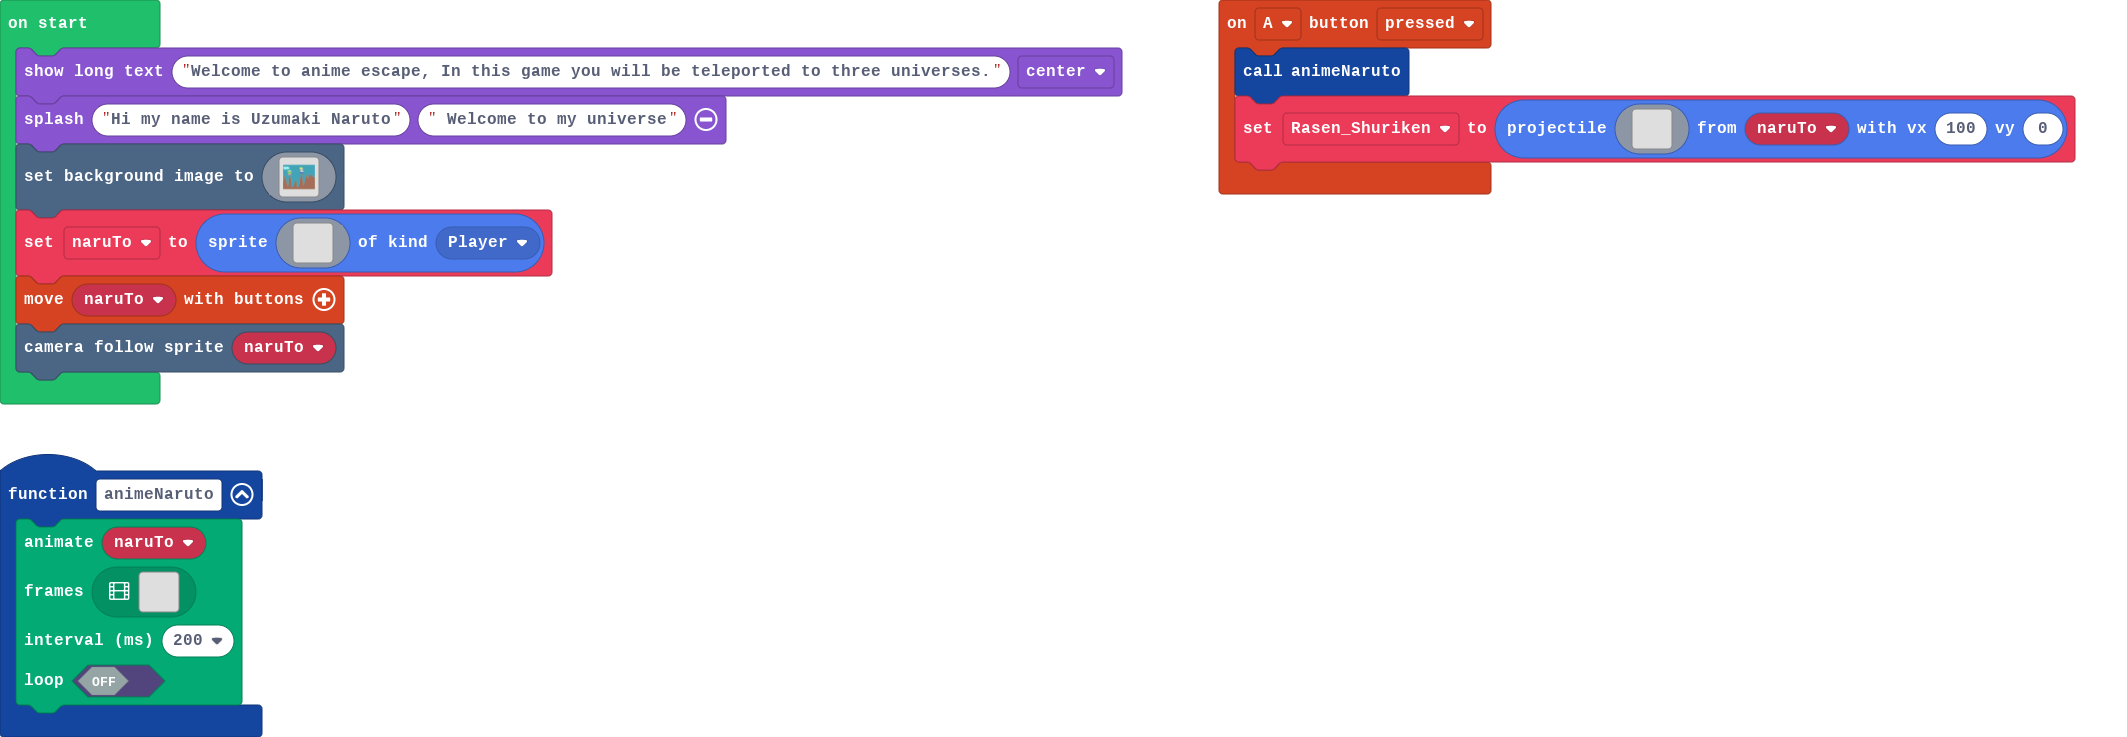 on start
show long text "Welcome to anime escape, In this game you will be teleported to three universes." center
splash "Hi my name is Uzumaki Naruto" " Welcome to my universe"
set background image to
set naruTo to sprite of kind Player
move naruTo with buttons
camera follow sprite naruTo
on A button pressed
call animeNaruto
set Rasen_Shuriken to projectile from naruTo with vx 100 vy 0
function animeNaruto
animate naruTo
frames
interval (ms) 200
loop OFF